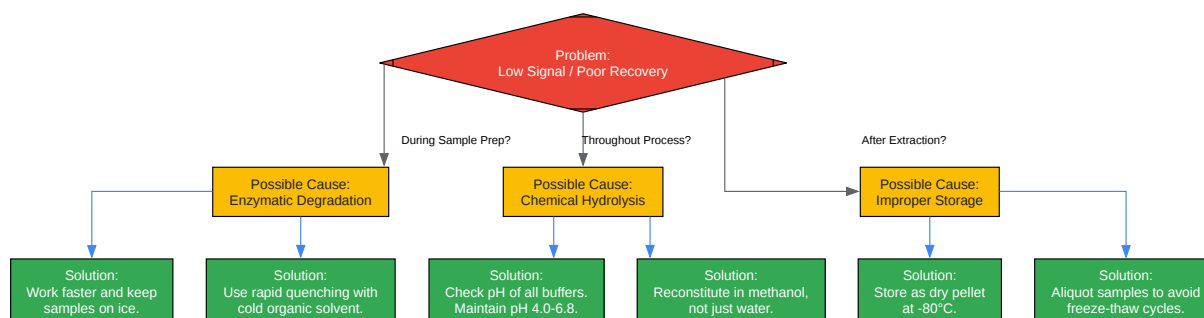 Problem:
Low Signal / Poor Recovery
During Sample Prep?
Throughout Process?
After Extraction?
Possible Cause:
Enzymatic Degradation
Possible Cause:
Chemical Hydrolysis
Possible Cause:
Improper Storage
Solution:
Work faster and keep
samples on ice.
Solution:
Use rapid quenching with
cold organic solvent.
Solution:
Check pH of all buffers.
Maintain pH 4.0-6.8.
Solution:
Reconstitute in methanol,
not just water.
Solution:
Store as dry pellet
at -80°C.
Solution:
Aliquot samples to avoid
freeze-thaw cycles.